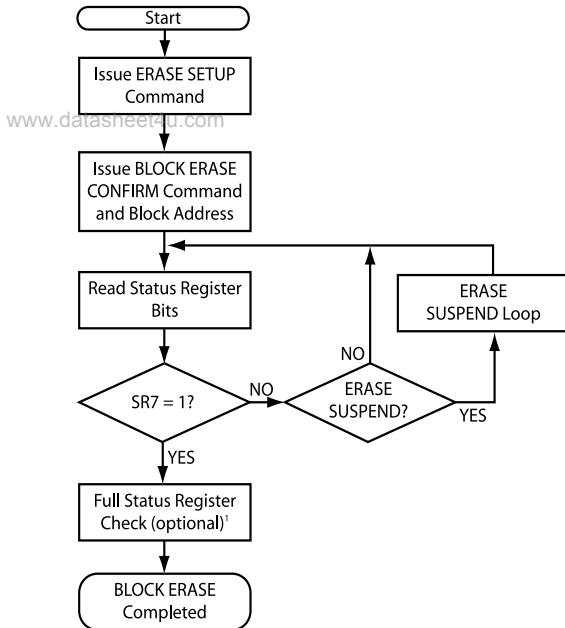 Start
Issue ERASE SETUP
Command
www.datasheet4u.com
Issue BLOCK ERASE
CONFIRM Command
and Block Address
Read Status Register
Bits
ERASE
SUSPEND Loop
NO
SR7 = 1?
NO
ERASE
SUSPEND?
YES
YES
Full Status Register
Check (optional)¹
BLOCK ERASE
Completed